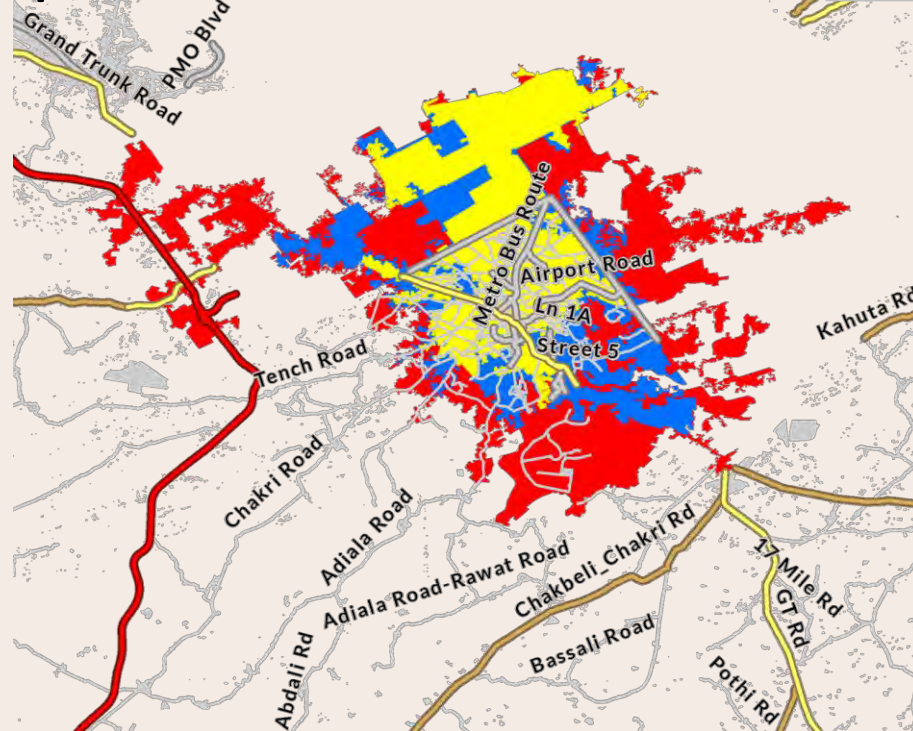 PMO Blvd
Grand Trunk Road
Metro Bus Route
Airport Road
Ln 1A
Street 5
Kahuta Rd
Tench Road
Chakri Road
Adiala Road
Chakbeli_Chakri Rd
Adiala Road-Rawat Road
17 Mile Rd
GT Rd
Bassali Road
Abdali Rd
Pothi Rd